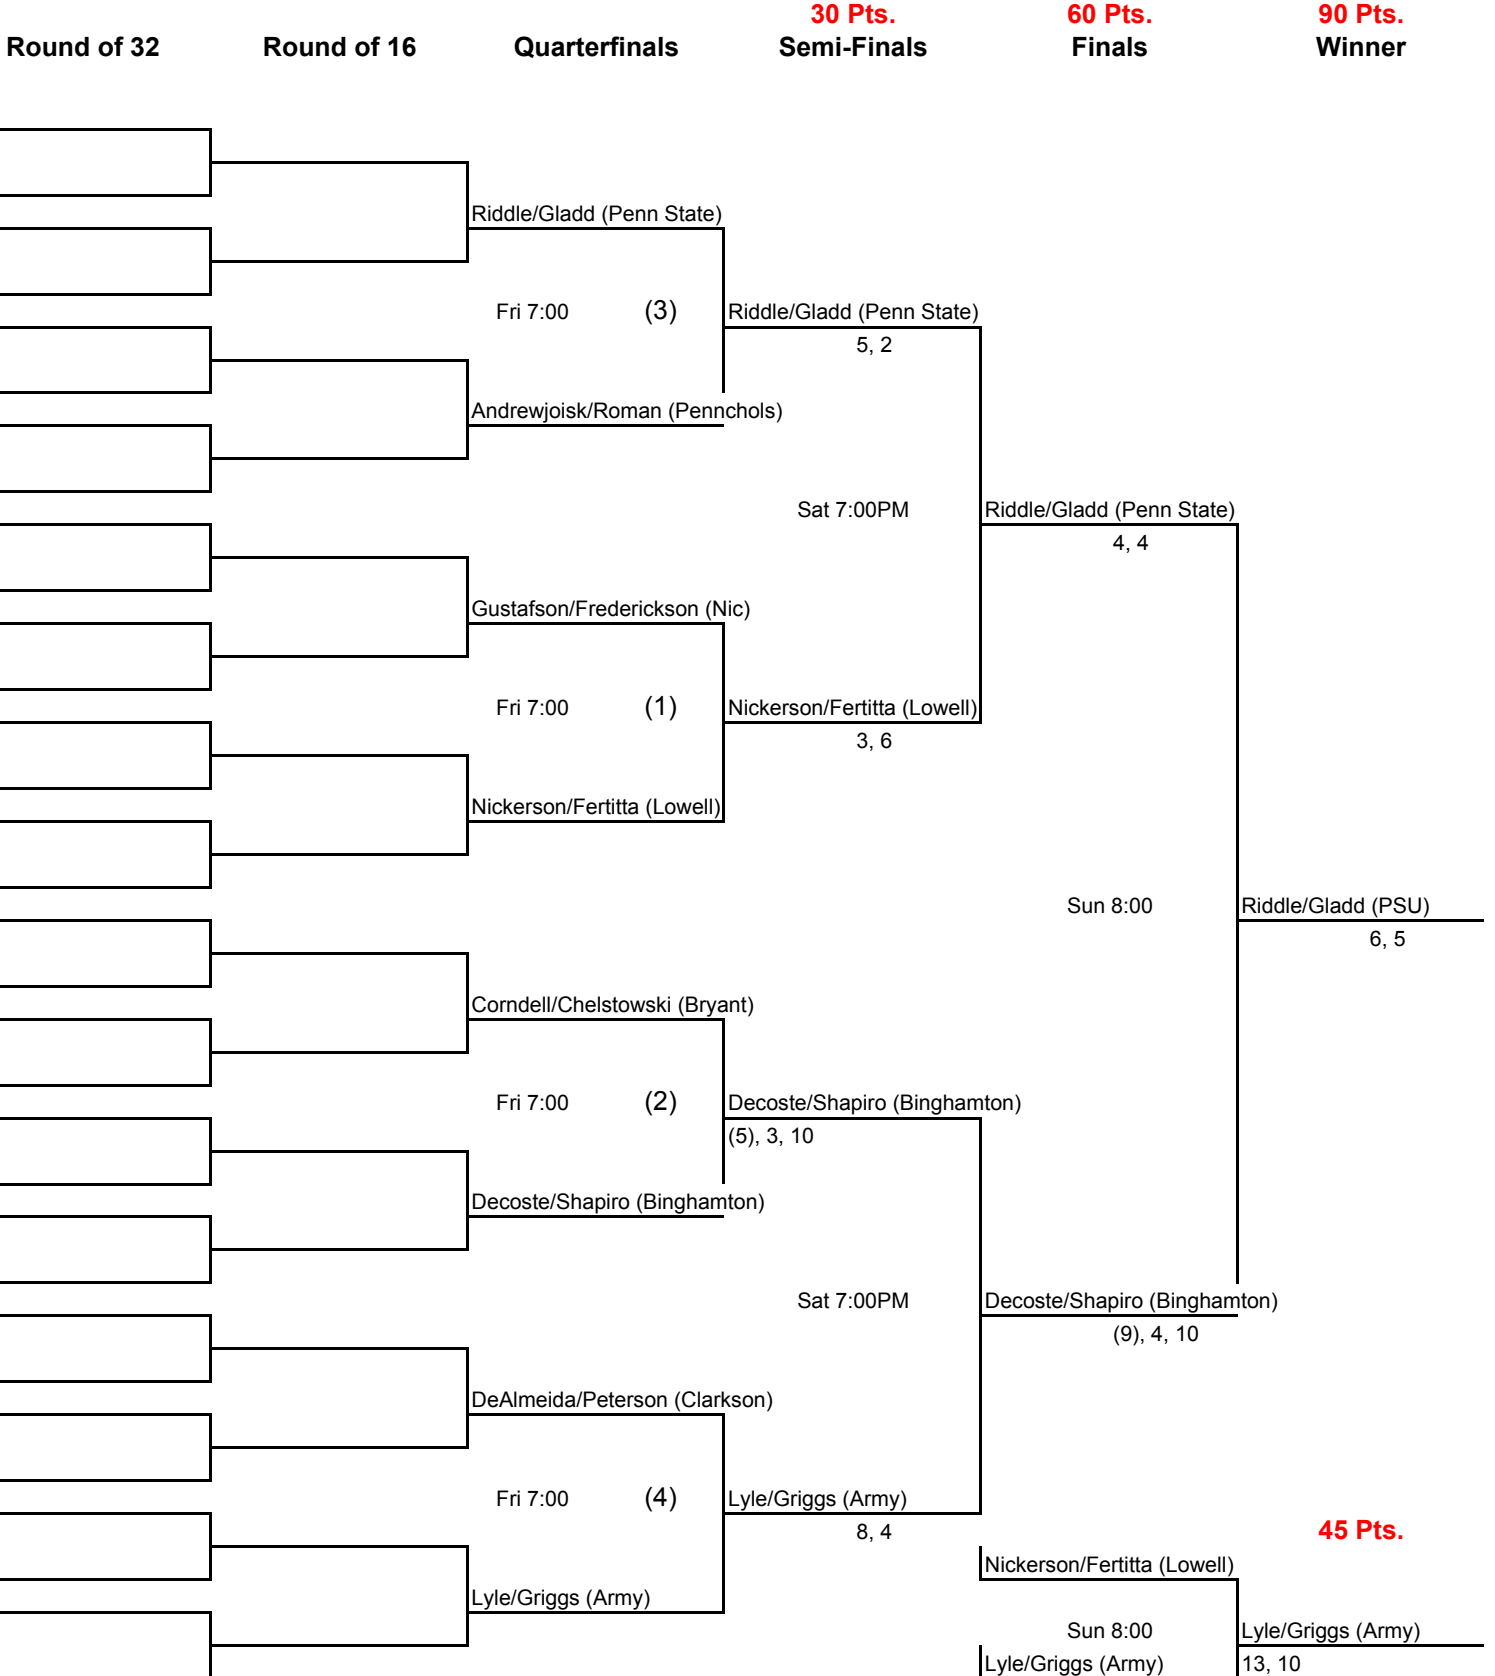 30 Pts. 60 Pts. 90 Pts.
Round of 32 Round of 16 Quarterfinals Semi-Finals Finals Winner
Riddle/Gladd (Penn State)
Fri 7:00 (3) Riddle/Gladd (Penn State)
5, 2
Andrewjoisk/Roman (Pennchols)
Sat 7:00PM Riddle/Gladd (Penn State)
4, 4
Gustafson/Frederickson (Nic)
Fri 7:00 (1) Nickerson/Fertitta (Lowell)
3, 6
Nickerson/Fertitta (Lowell)
Sun 8:00 Riddle/Gladd (PSU)
6, 5
Corndell/Chelstowski (Bryant)
Fri 7:00 (2) Decoste/Shapiro (Binghamton)
(5), 3, 10
Decoste/Shapiro (Binghamton)
Sat 7:00PM Decoste/Shapiro (Binghamton)
(9), 4, 10
DeAlmeida/Peterson (Clarkson)
Fri 7:00 (4) Lyle/Griggs (Army)
8, 4 45 Pts.
Nickerson/Fertitta (Lowell)
Lyle/Griggs (Army)
Sun 8:00 Lyle/Griggs (Army)
Lyle/Griggs (Army) 13, 10